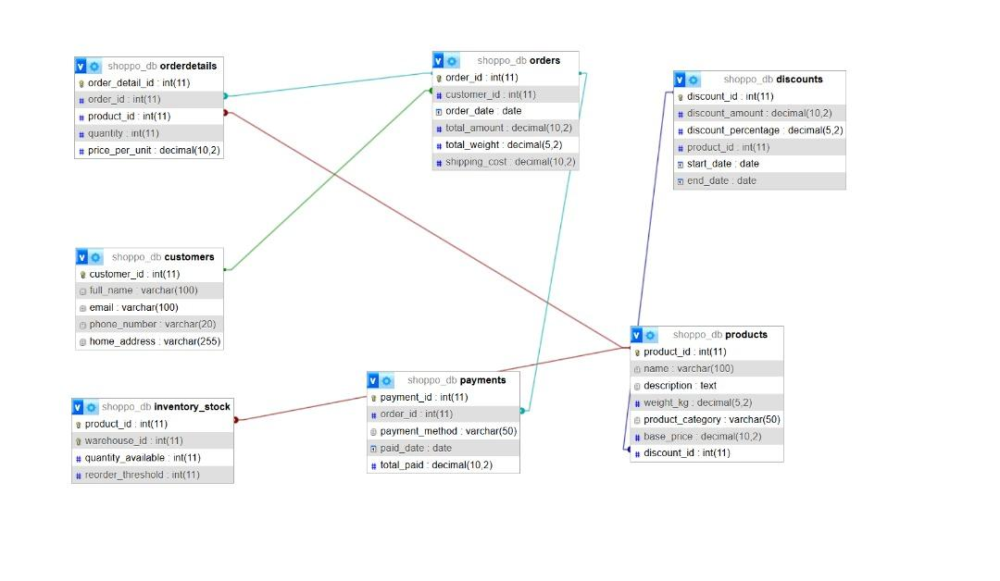 shoppo_db orderdetails
order_detail_id : int(11)
order_id : int(11)
product_id : int(11)
quantity : int(11)
price_per_unit : decimal(10,2)
shoppo_db orders
order_id : int(11)
customer_id : int(11)
order_date : date
total_amount : decimal(10,2)
total_weight : decimal(5,2)
shipping_cost : decimal(10,2)
shoppo_db discounts
discount_id : int(11)
discount_amount : decimal(10,2)
discount_percentage : decimal(5,2)
product_id : int(11)
start_date : date
end_date : date
shoppo_db customers
customer_id : int(11)
full_name : varchar(100)
email : varchar(100)
phone_number : varchar(20)
home_address : varchar(255)
shoppo_db products
product_id : int(11)
name : varchar(100)
description : text
weight_kg : decimal(5,2)
product_category : varchar(50)
base_price : decimal(10,2)
discount_id : int(11)
shoppo_db payments
payment_id : int(11)
order_id : int(11)
payment_method : varchar(50)
paid_date : date
total_paid : decimal(10,2)
shoppo_db inventory_stock
product_id : int(11)
warehouse_id : int(11)
quantity_available : int(11)
reorder_threshold : int(11)